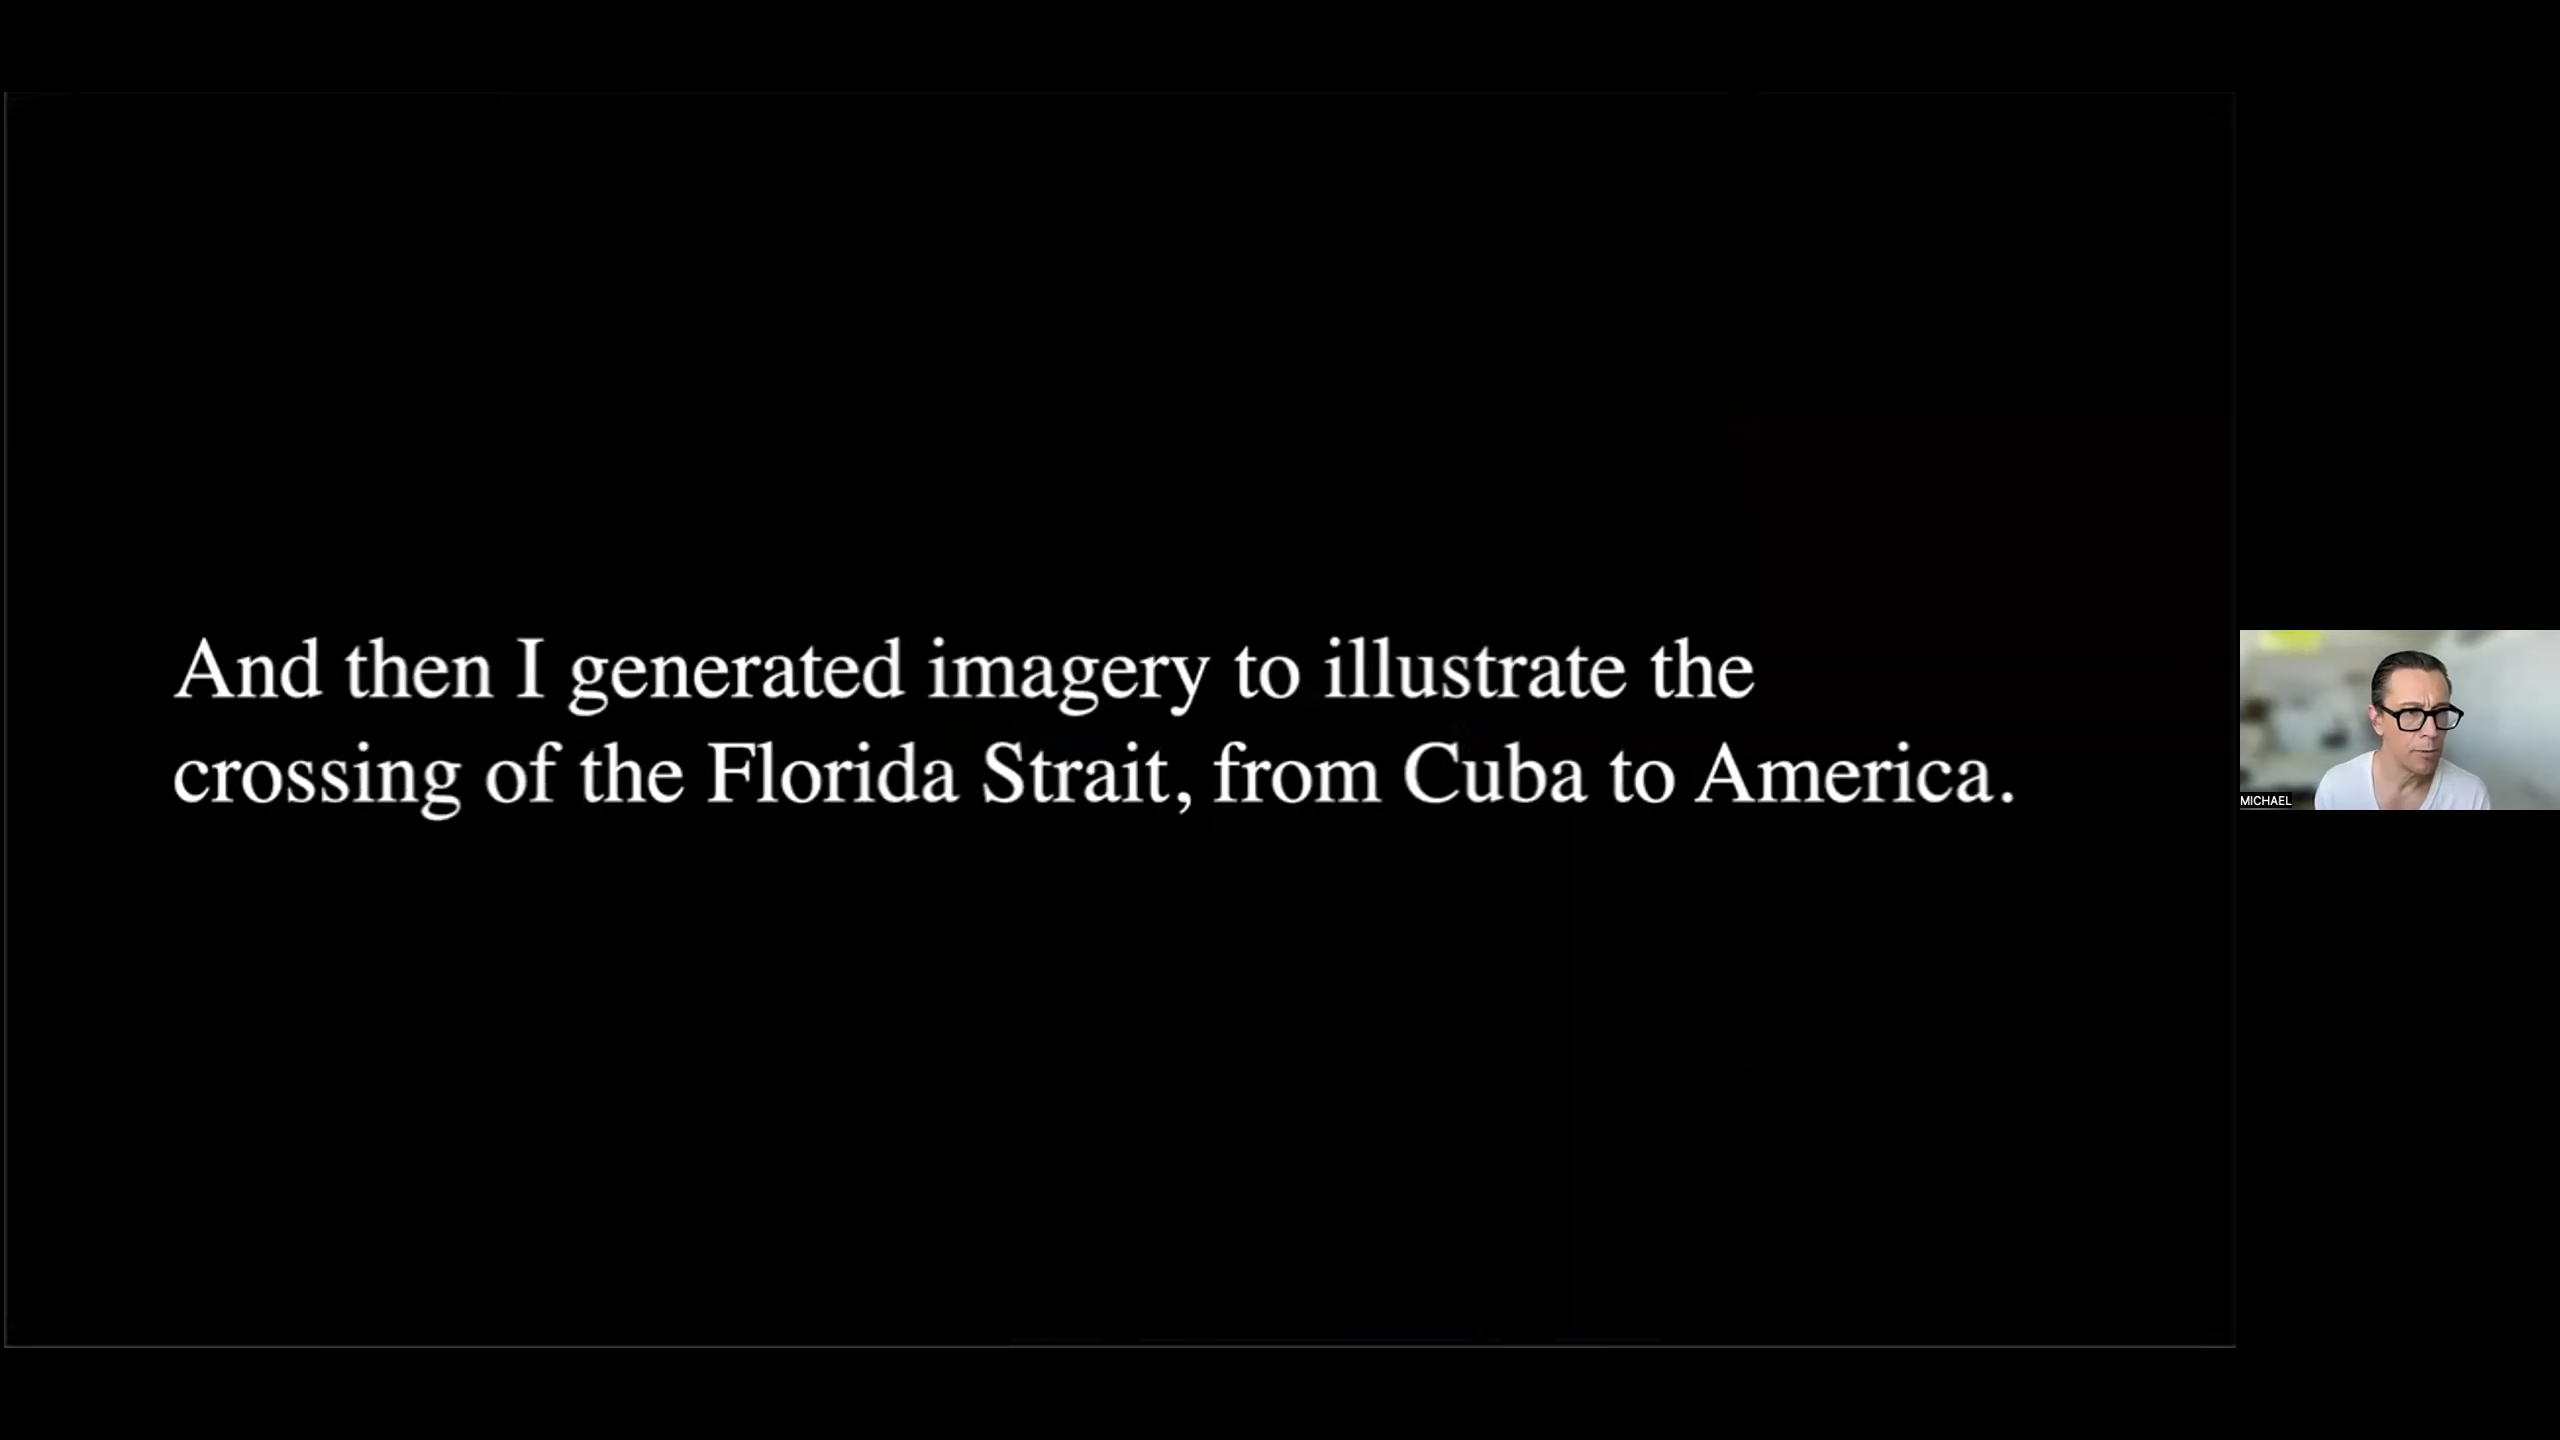 And then I generated imagery to illustrate the
crossing of the Florida Strait, from Cuba to America.
MICHAEL